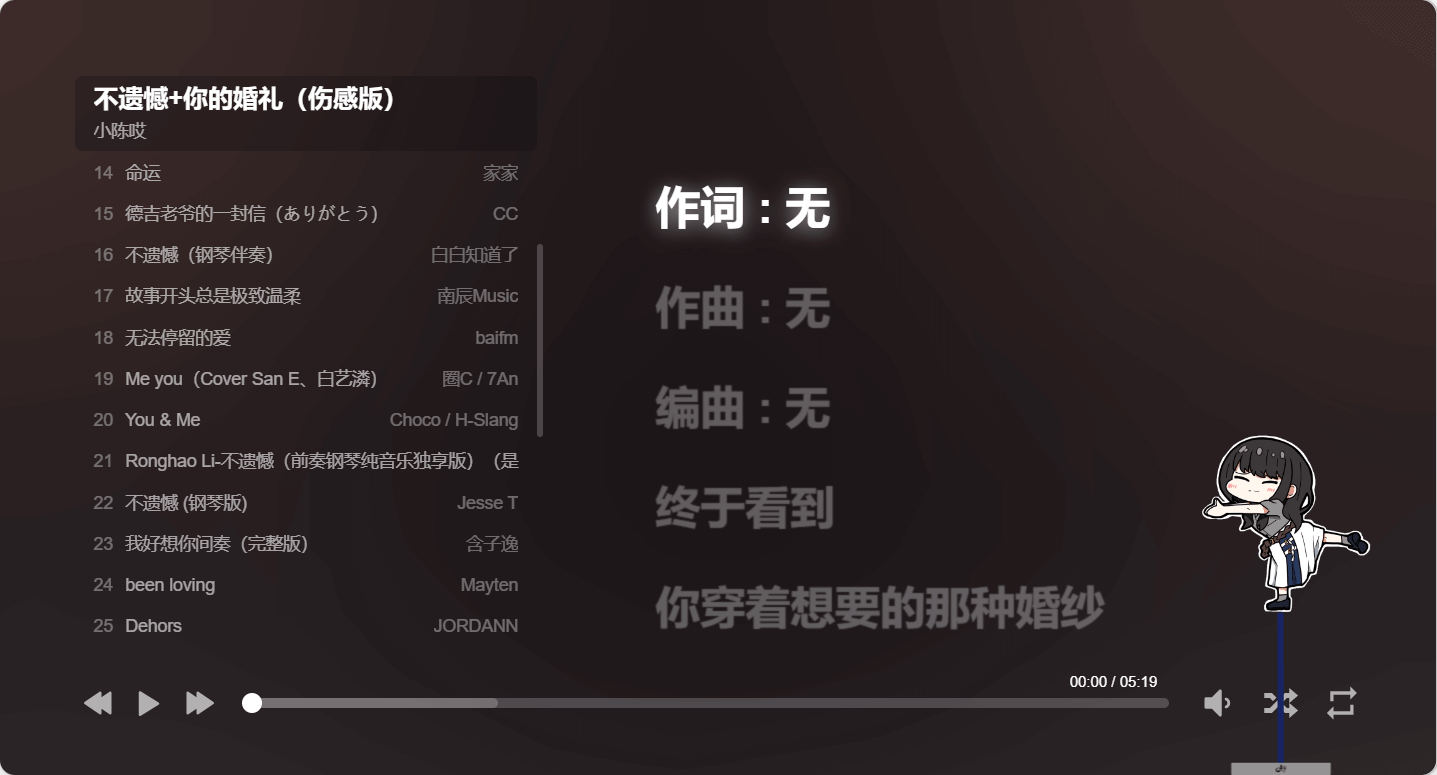 不遗憾+你的婚礼（伤感版）
小陈哎
14 命运 家家
15 德吉老爷的一封信（ありがとう） CC
16 不遗憾（钢琴伴奏） 白白知道了
17 故事开头总是极致温柔 南辰Music
18 无法停留的爱 baifm
19 Me you（Cover San E、白艺潾） 圈C / 7An
20 You & Me Choco / H-Slang
21 Ronghao Li-不遗憾（前奏钢琴纯音乐独享版）（是
22 不遗憾 (钢琴版) Jesse T
23 我好想你间奏（完整版） 含子逸
24 been loving Mayten
25 Dehors JORDANN
作词：无
作曲：无
编曲：无
终于看到
你穿着想要的那种婚纱
00:00 / 05:19